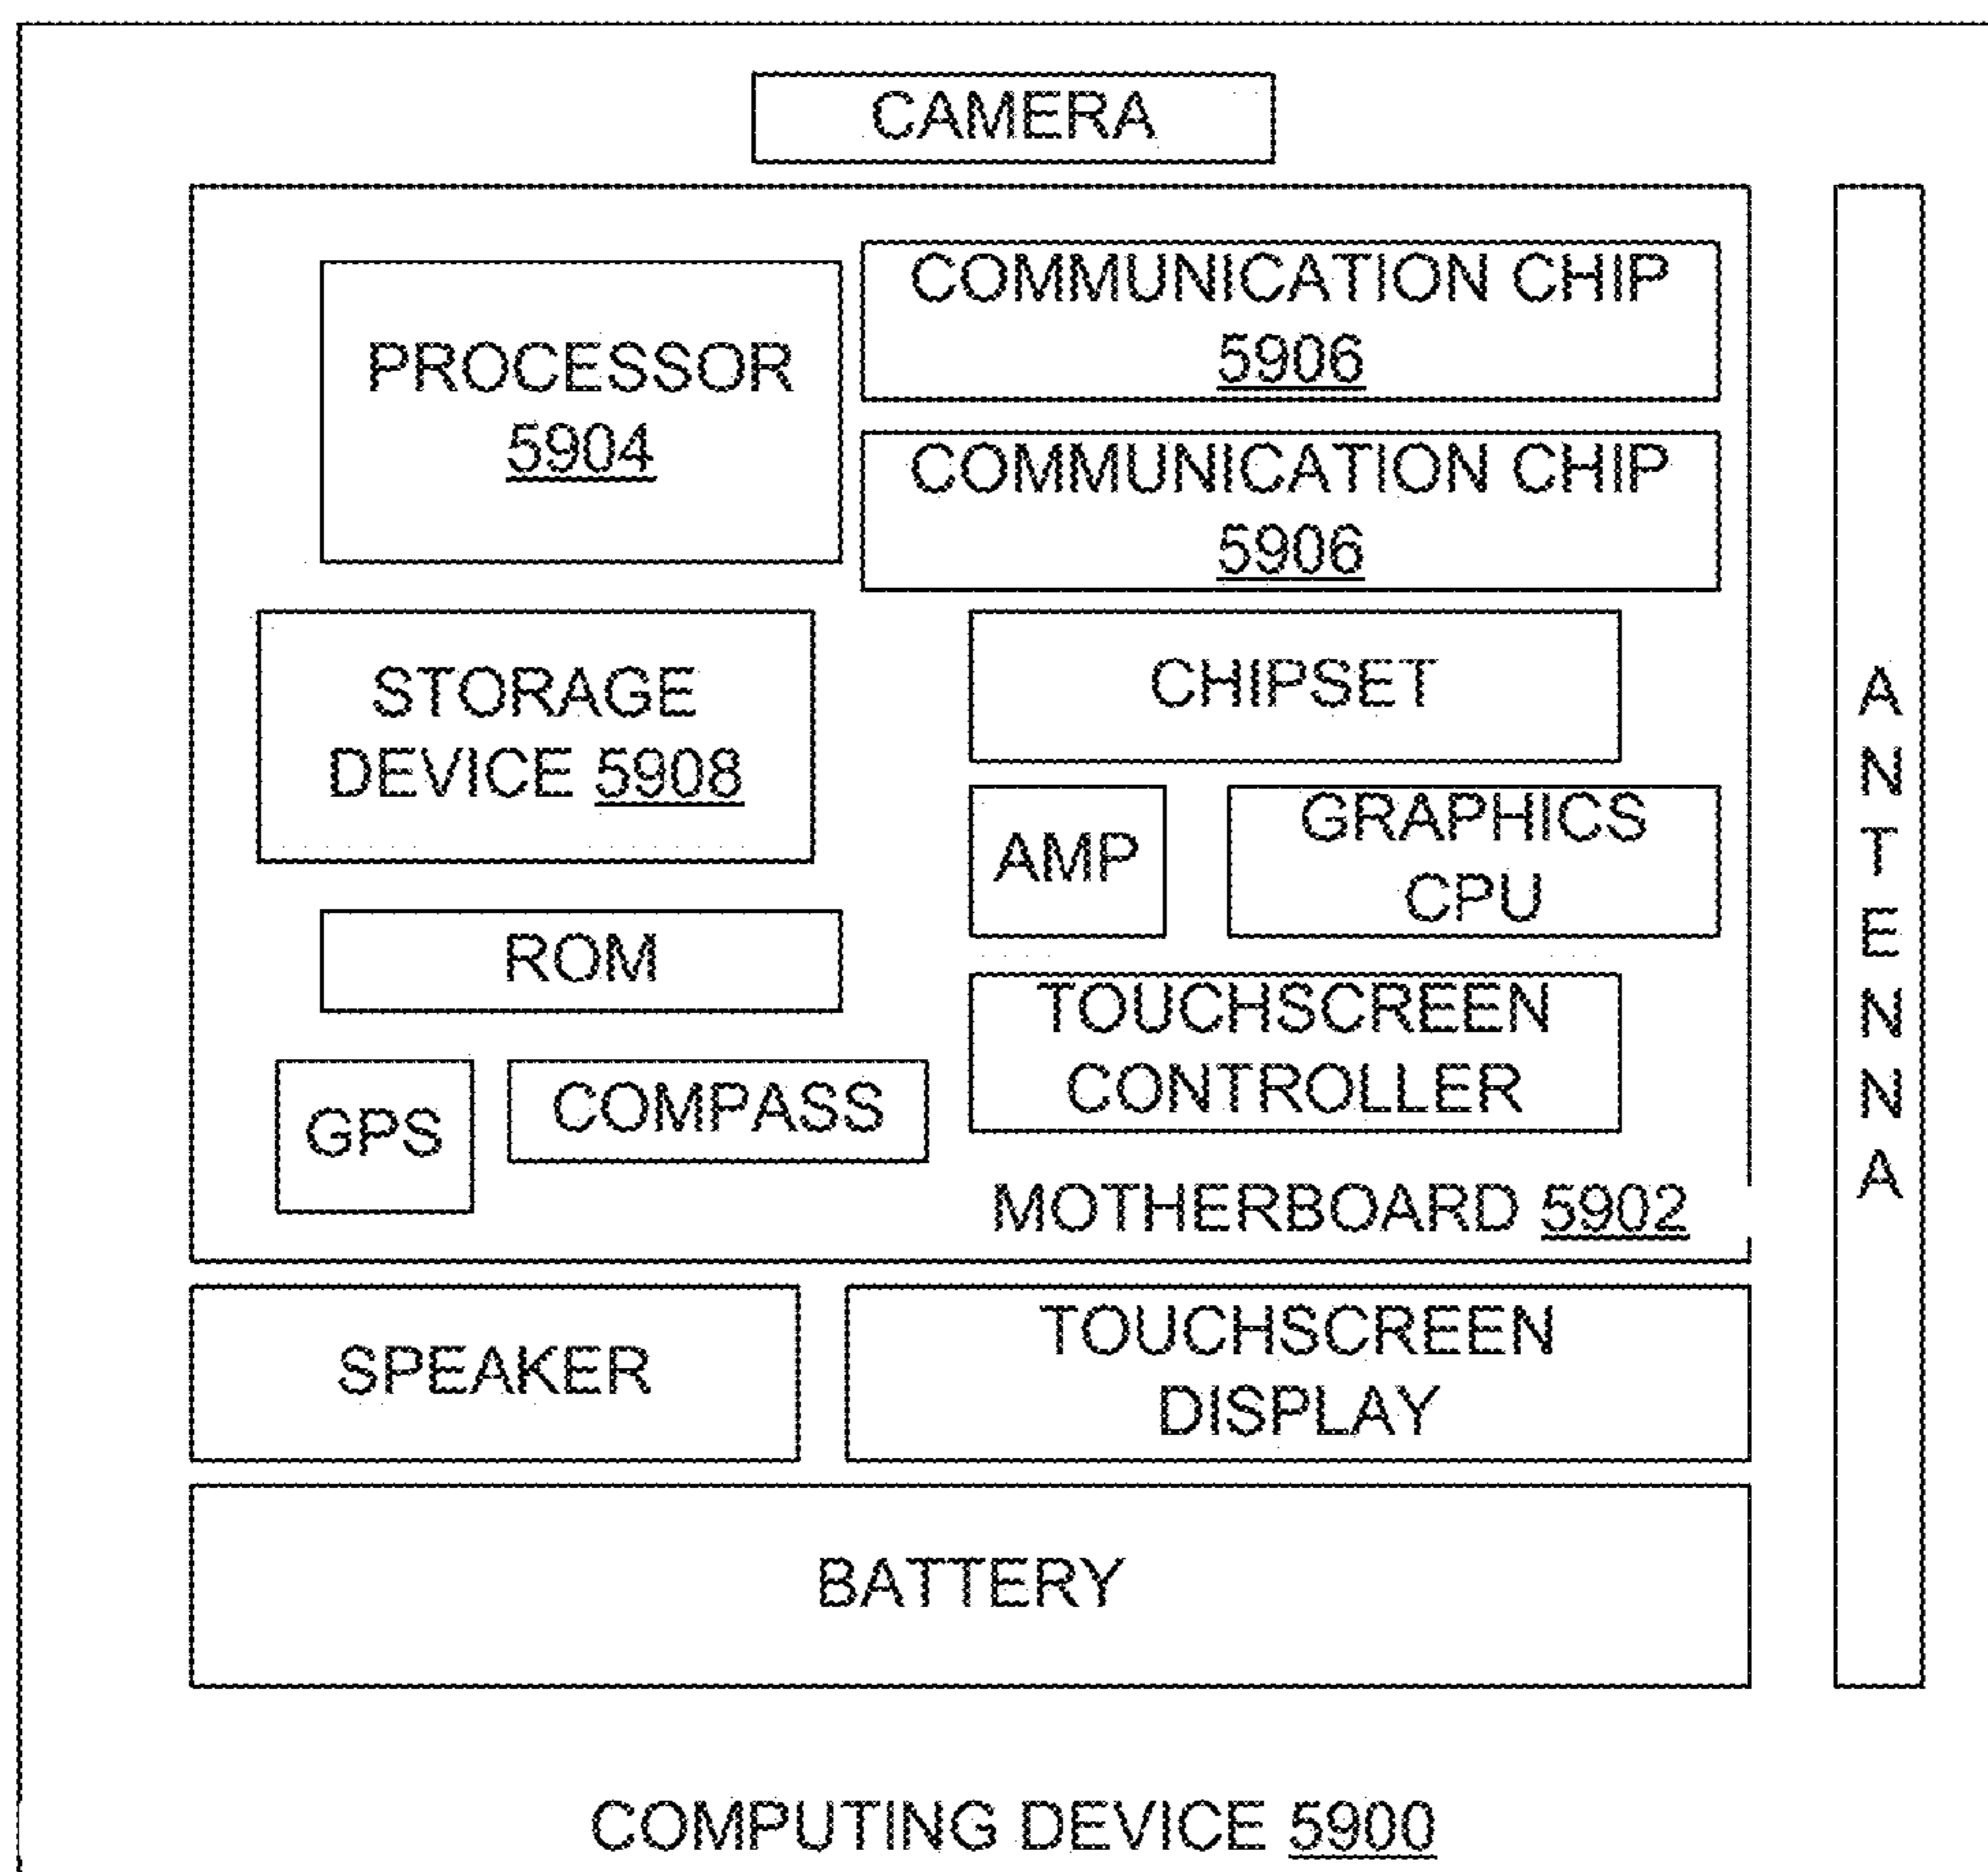 CAMERA
PROCESSOR
5904
COMMUNICATION CHIP
5906
COMMUNICATION CHIP
5906
STORAGE
DEVICE 5908
CHIPSET
AMP
GRAPHICS
CPU
ROM
TOUCHSCREEN
CONTROLLER
GPS
COMPASS
MOTHERBOARD 5902
ANTENNA
SPEAKER
TOUCHSCREEN
DISPLAY
BATTERY
COMPUTING DEVICE 5900